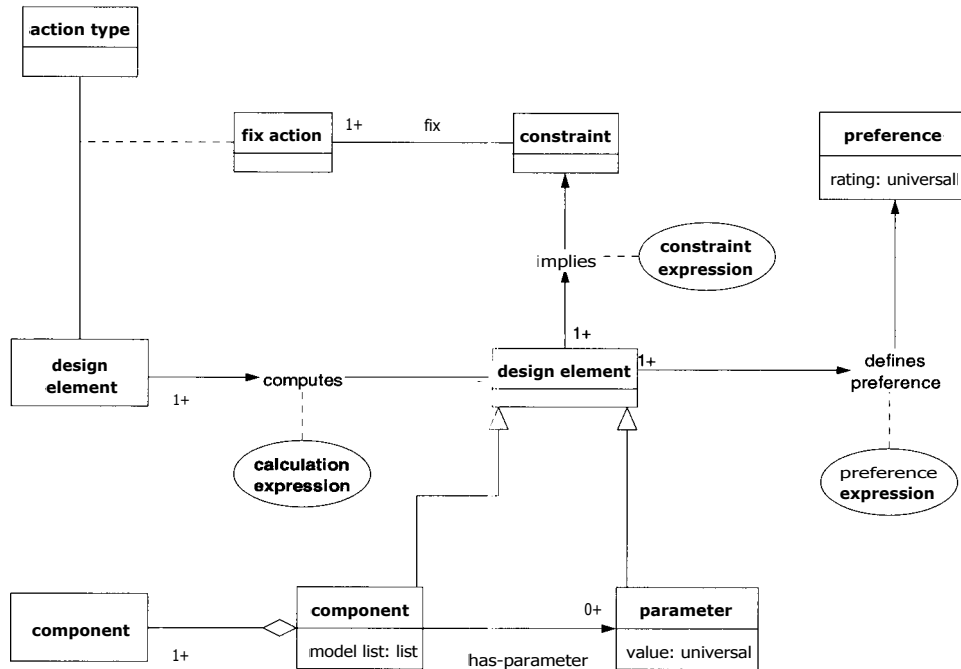 action type
fix action
1+
fix
constraint
preference
rating: universal
implies
constraint
expression
1+
design
element
1+
computes
design element
1+
defines
preference
calculation
expression
preference
expression
component
1+
component
model list: list
0+
has-parameter
parameter
value: universal